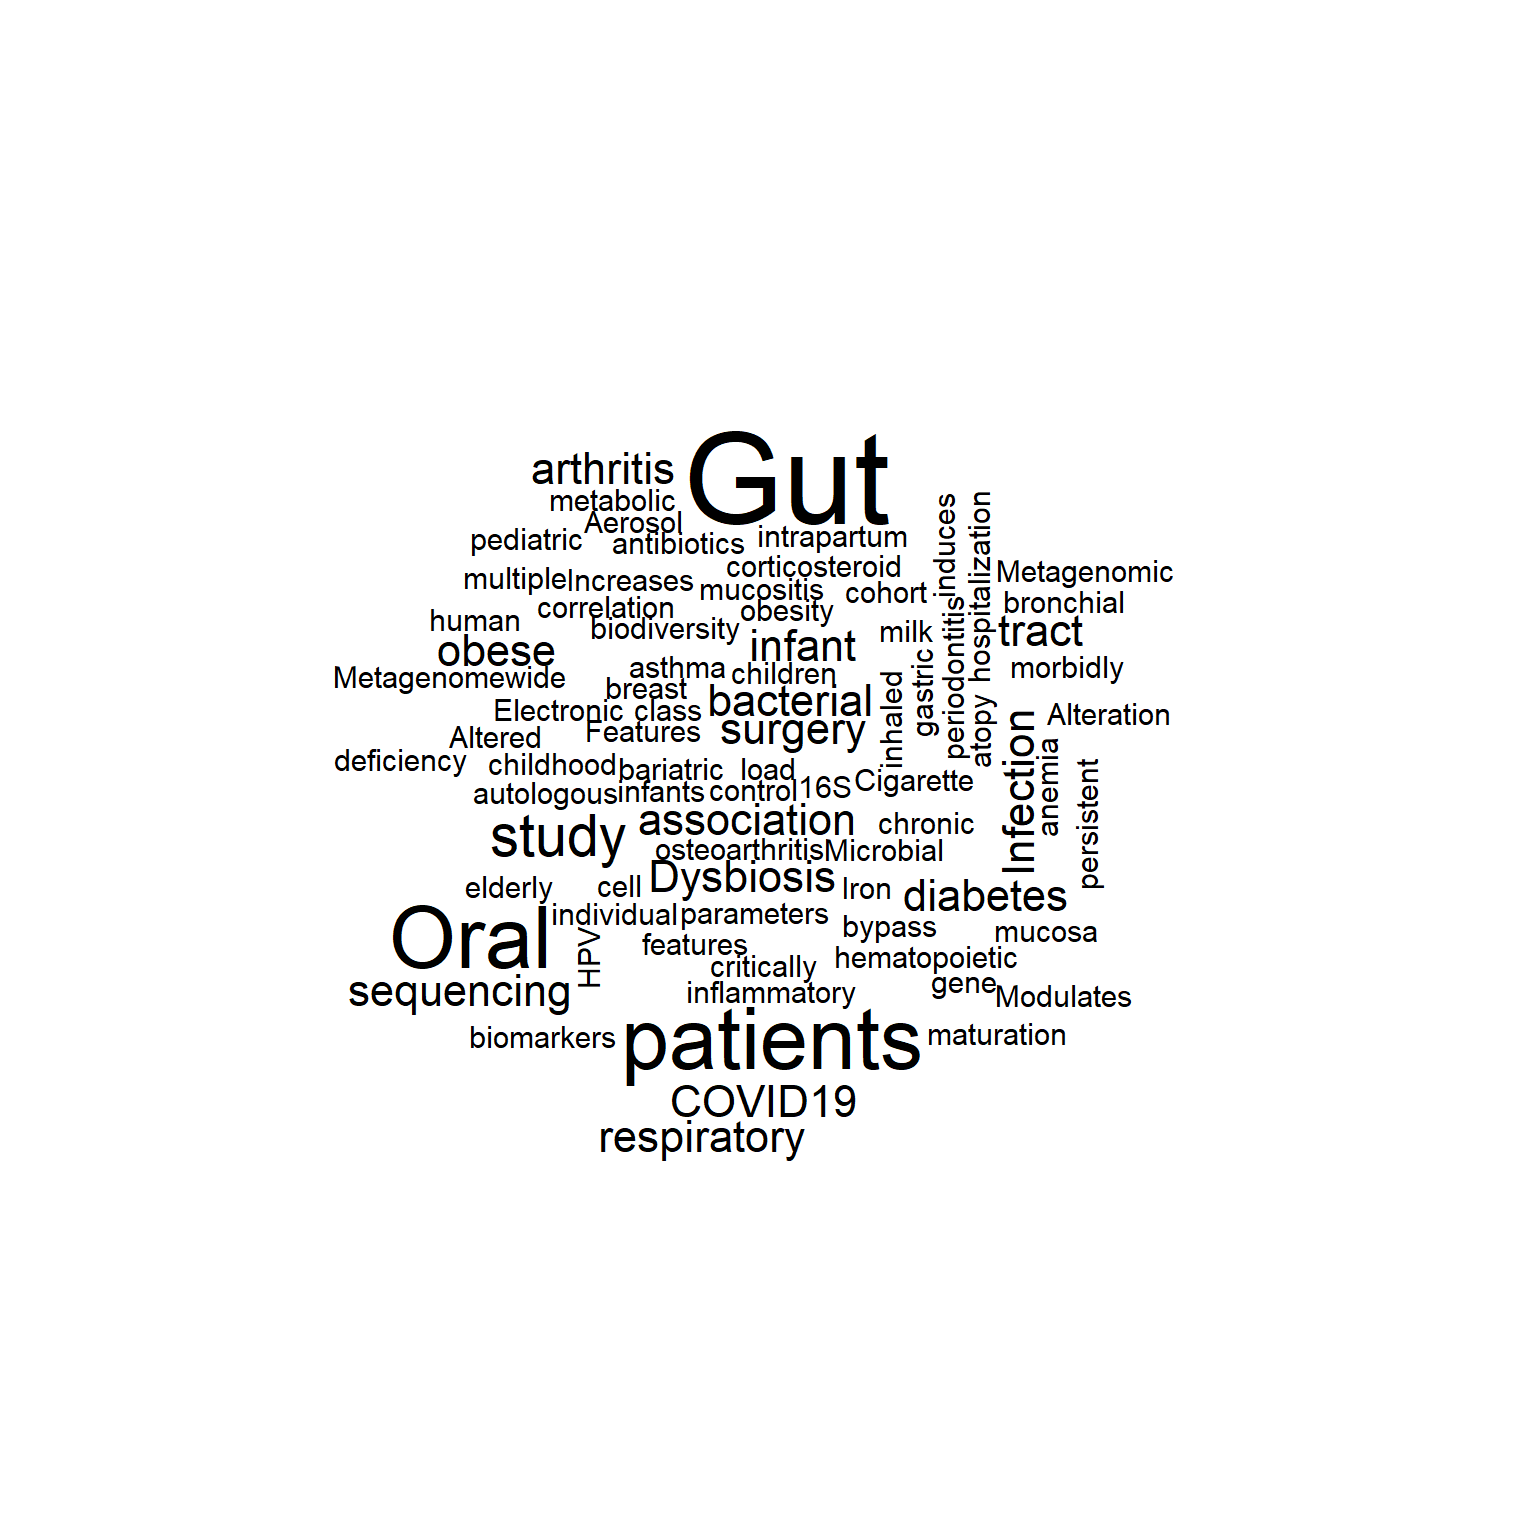 Gut
arthritis
metabolic
Aerosol
pediatric
antibiotics
intrapartum
induces
hospitalization
corticosteroid
Metagenomic
multiple
Increases
mucositis
cohort
bronchial
correlation
obesity
human
biodiversity
milk
tract
periodontitis
obese
infant
asthma
children
morbidly
Metagenomewide
breast
gastric
bacterial
inhaled
Electronic
class
Alteration
surgery
Features
atopy
Altered
deficiency
childhood
bariatric
load
Cigarette
Infection
anemia
autologous
infants
control
16S
persistent
association
study
chronic
osteoarthritis
Microbial
Dysbiosis
elderly
cell
Iron
diabetes
Oral
individual
parameters
bypass
mucosa
HPV
features
hematopoietic
critically
gene
sequencing
inflammatory
Modulates
biomarkers
patients
maturation
COVID19
respiratory